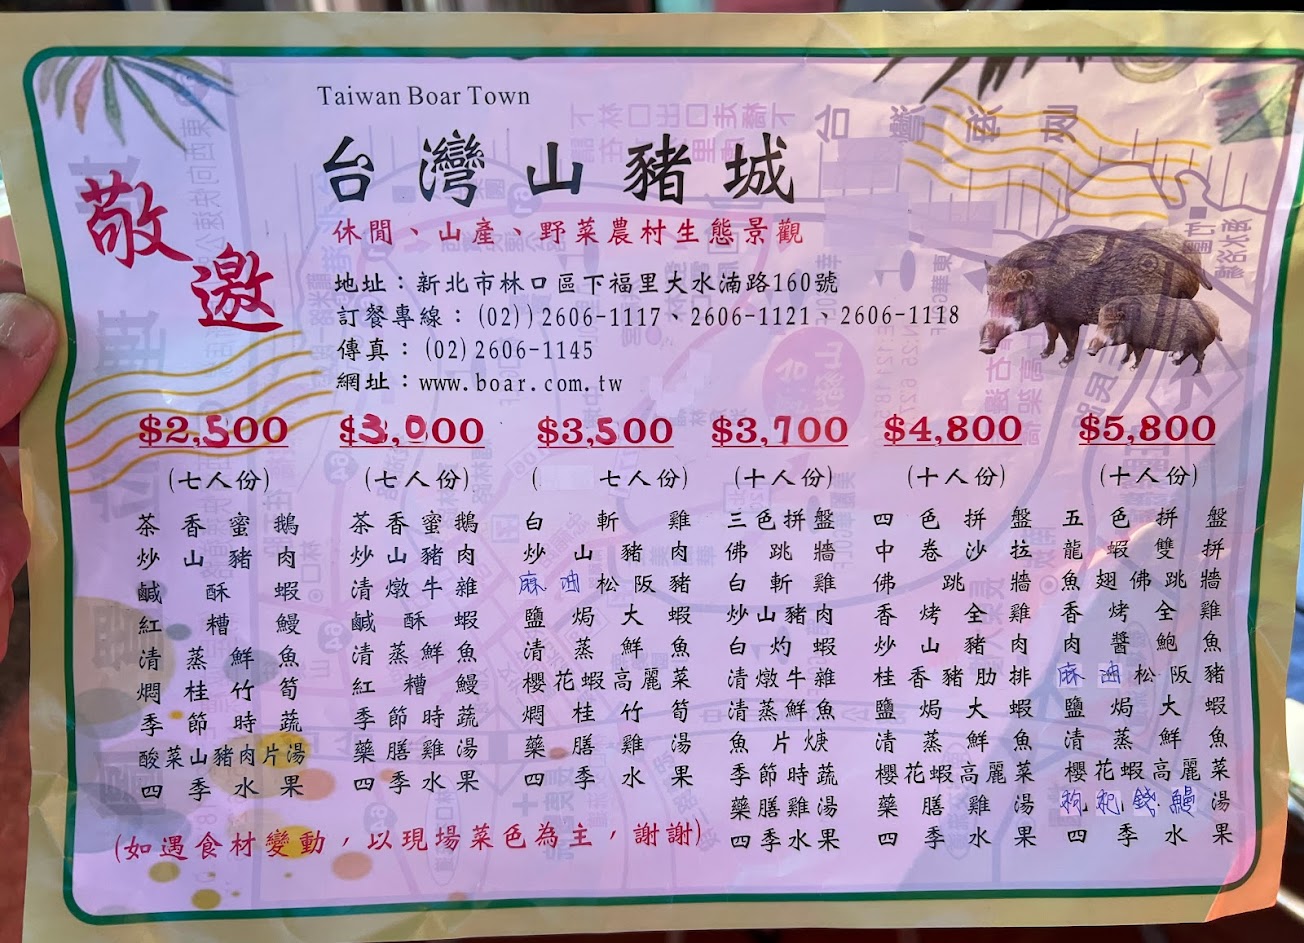 Taiwan Boar Town
台灣山豬城
敬邀
休閒、山產、野菜農村生態景觀
地址：新北市林口區下福里大水湳路160號
訂餐專線：(02))2606-1117、2606-1121、2606-1118
傳真：(02)2606-1145
網址：www.boar.com.tw
$2,500
(七人份)
茶香蜜鵝
炒山豬肉
鹹酥蝦
紅糟鰻
清蒸鮮魚
燜桂竹筍
季節時蔬
酸菜山豬肉片湯
四季水果
$3,000
(七人份)
茶香蜜鵝
炒山豬肉
清燉牛雜
鹹酥蝦
清蒸鮮魚
紅糟鰻
季節時蔬
藥膳雞湯
四季水果
$3,500
(七人份)
白斬雞
炒山豬肉
麻油松阪豬
鹽焗大蝦
清蒸鮮魚
櫻花蝦高麗菜
燜桂竹筍
藥膳雞湯
四季水果
$3,700
(十人份)
三色拼盤
佛跳牆
白斬雞
炒山豬肉
白灼蝦
清燉牛雜
清蒸鮮魚
魚片焿
季節時蔬
藥膳雞湯
四季水果
$4,800
(十人份)
四色拼盤
中卷沙拉
佛跳牆
香烤全雞
炒山豬肉
桂香豬肋排
鹽焗大蝦
清蒸鮮魚
櫻花蝦高麗菜
藥膳雞湯
四季水果
$5,800
(十人份)
五色拼盤
龍蝦雙拼
魚翅佛跳牆
香烤全雞
肉醬鮑魚
麻油松阪豬
鹽焗大蝦
清蒸鮮魚
櫻花蝦高麗菜
枸杞錢鰻湯
四季水果
(如遇食材變動，以現場菜色為主，謝謝)